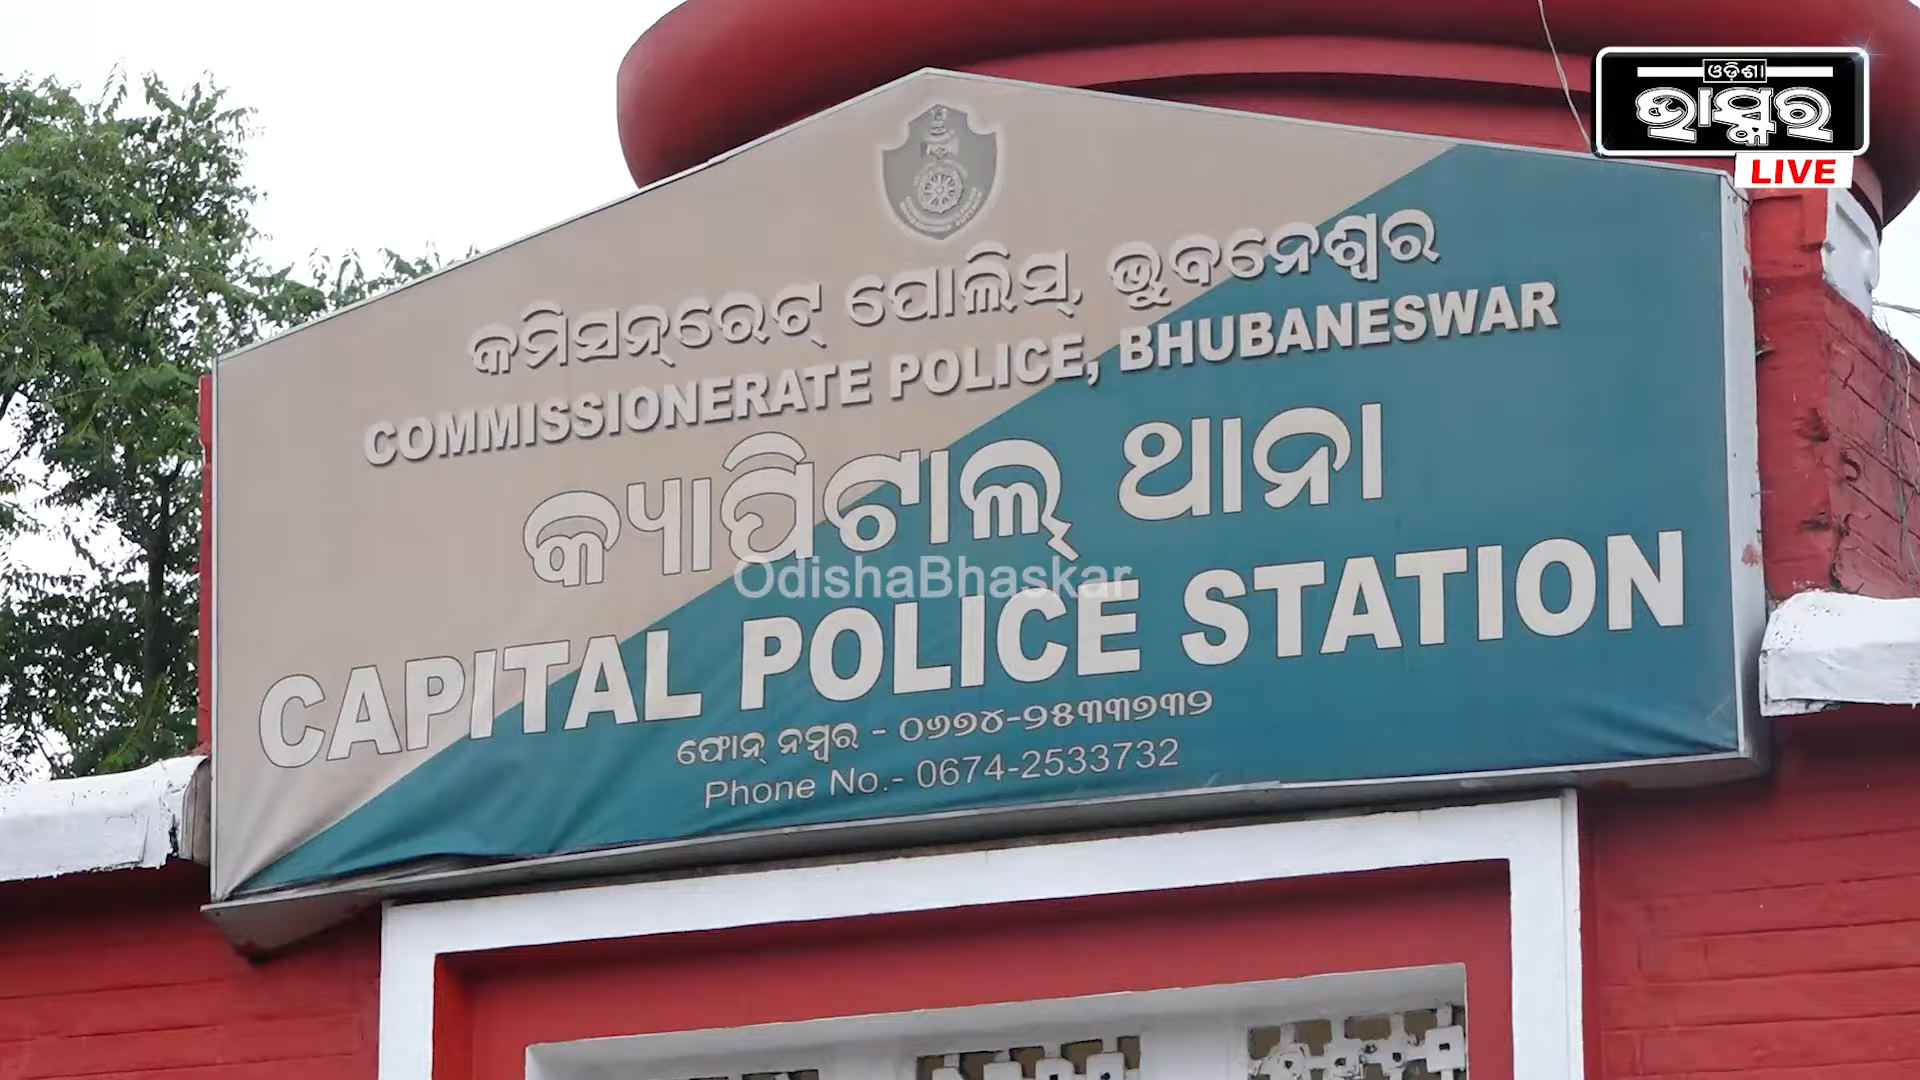 ଓଡ଼ିଶା
ଭାସ୍କର
LIVE
କମିସନ୍‌ରେଟ୍ ପୋଲିସ୍, ଭୁବନେଶ୍ୱର
COMMISSIONERATE POLICE, BHUBANESWAR
କ୍ୟାପିଟାଲ୍ ଥାନା
OdishaBhaskar
CAPITAL POLICE STATION
ଫୋନ୍ ନମ୍ବର - ୦୬୭୪-୨୫୩୩୭୩୨
Phone No.- 0674-2533732